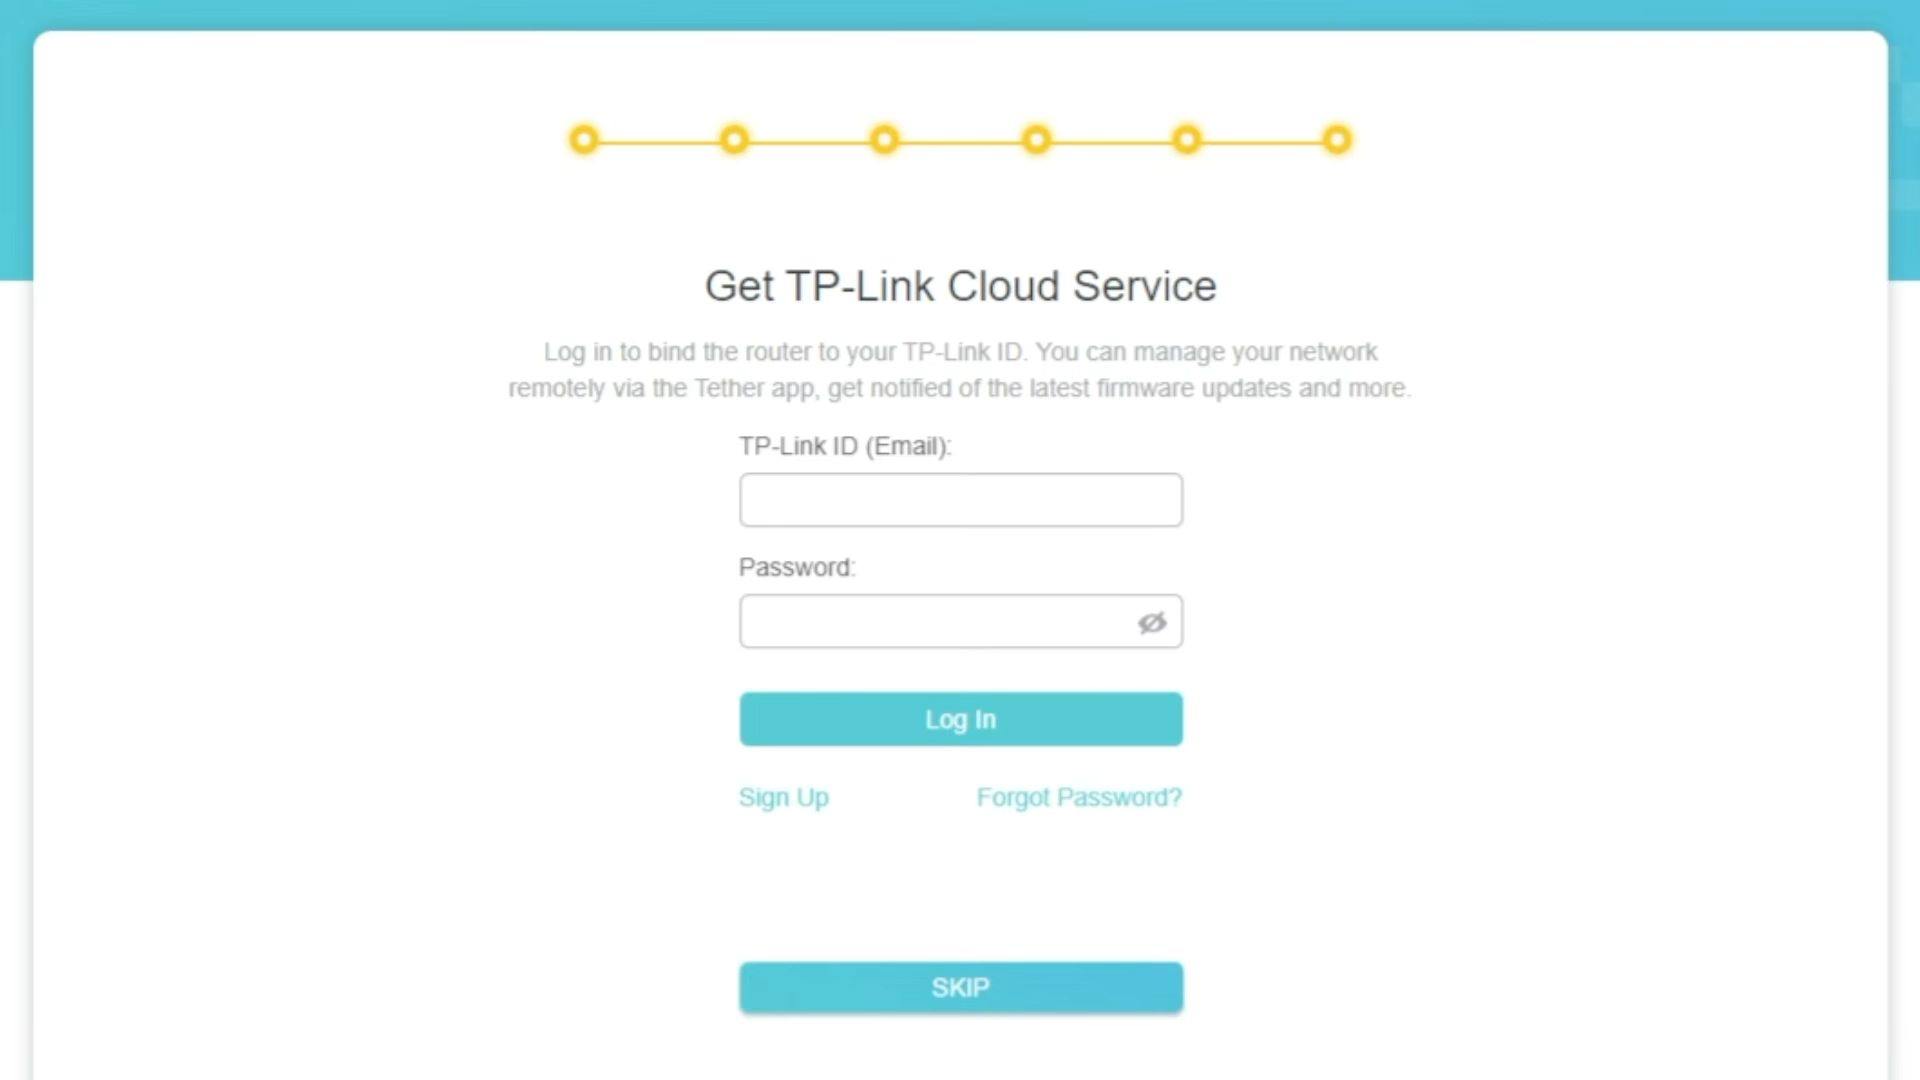 Get TP-Link Cloud Service
Log in to bind the router to your TP-Link ID. You can manage your network
remotely via the Tether app, get notified of the latest firmware updates and more.
TP-Link ID (Email):
Password:
Log In
Sign Up
Forgot Password?
SKIP